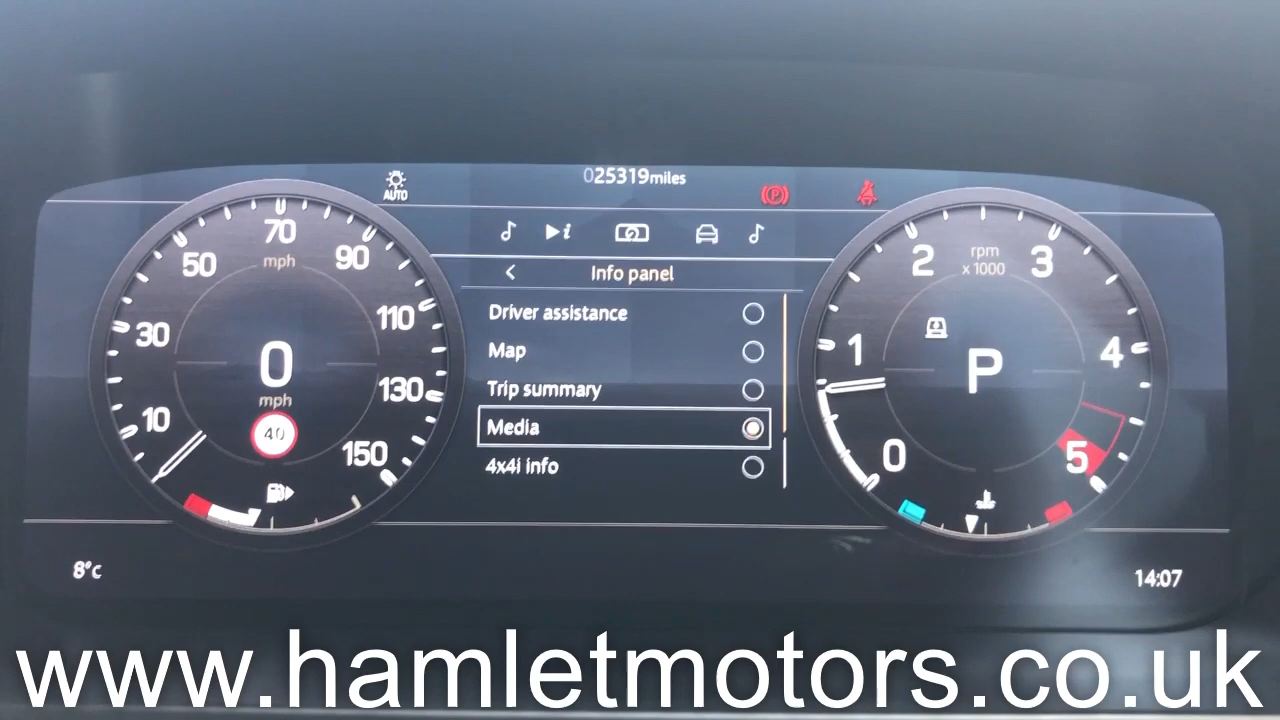 025319miles
AUTO
(P)
i
Info panel
Driver assistance
Map
Trip summary
Media
4x4i info
10
30
50
70
90
110
130
150
mph
0
mph
40
0
1
2
3
4
5
rpm
x 1000
P
8°c
14:07
www.hamletmotors.co.uk